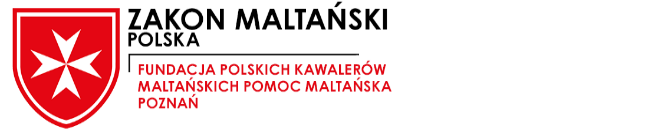 ZAKON MALTAŃSKI
POLSKA
FUNDACJA POLSKICH KAWALERÓW
MALTAŃSKICH POMOC MALTAŃSKA
POZNAŃ